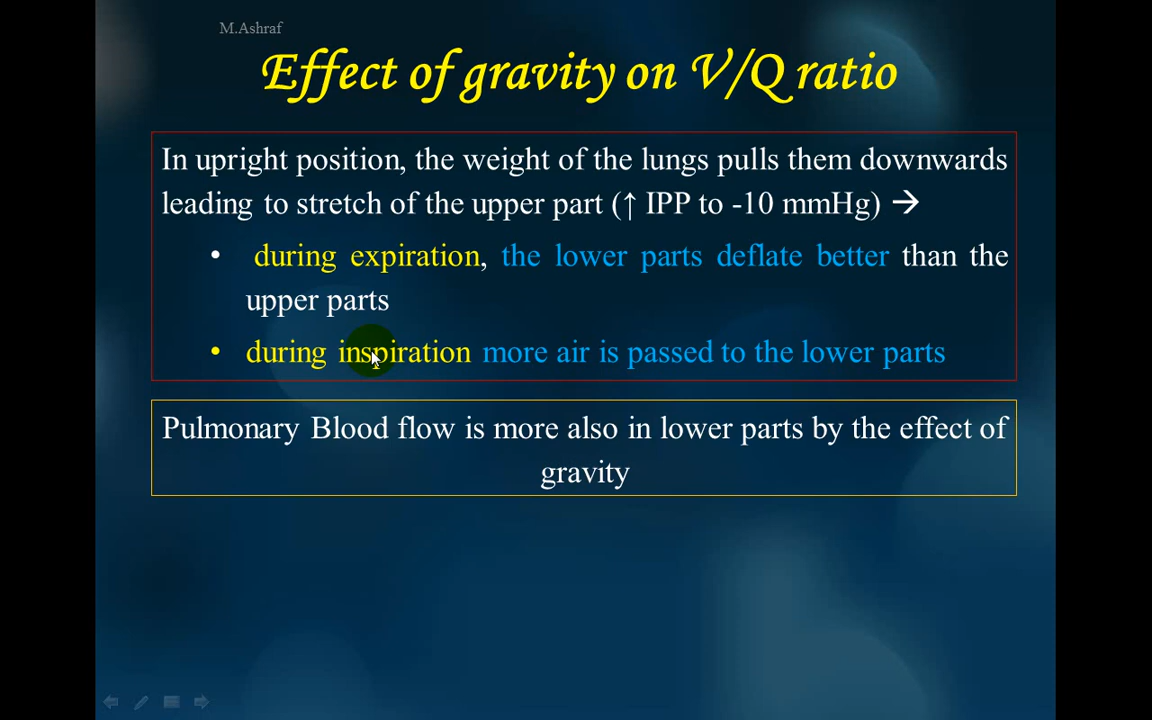 M.Ashraf
Effect of gravity on V/Q ratio
In upright position, the weight of the lungs pulls them downwards
leading to stretch of the upper part (↑ IPP to -10 mmHg) →
• during expiration, the lower parts deflate better than the
upper parts
• during inspiration more air is passed to the lower parts
Pulmonary Blood flow is more also in lower parts by the effect of
gravity